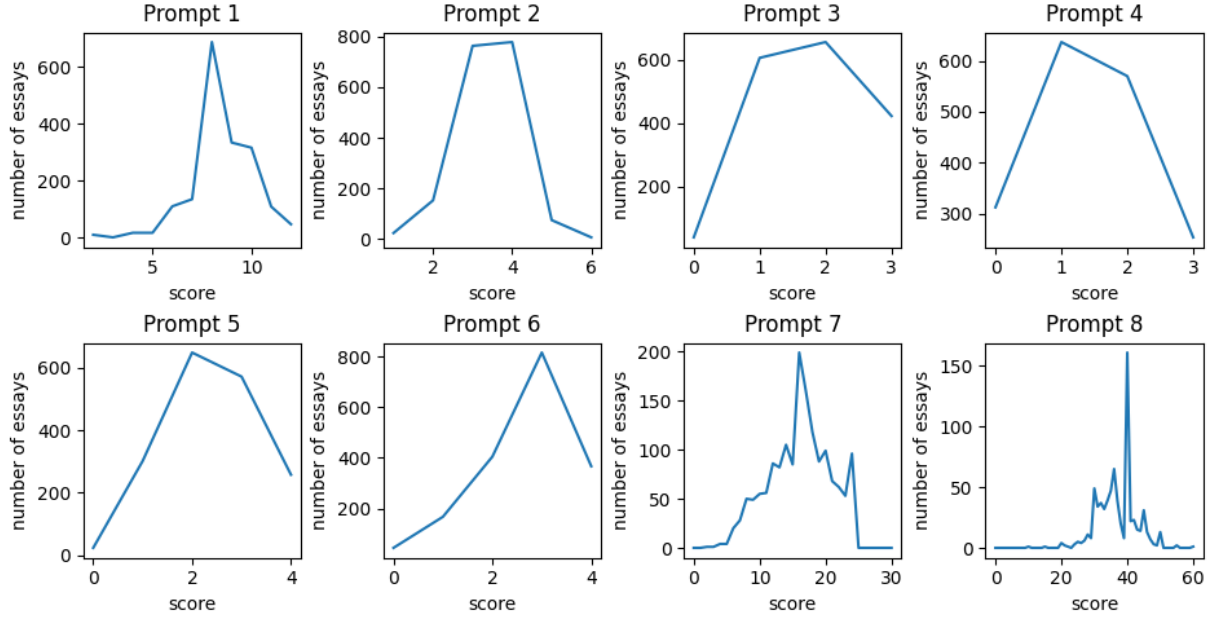 Prompt 1
number of essays
600
400
200
0
5
10
score
Prompt 2
number of essays
800
600
400
200
0
2
4
6
score
Prompt 3
number of essays
600
400
200
0
1
2
3
score
Prompt 4
number of essays
600
500
400
300
0
1
2
3
score
Prompt 5
number of essays
600
400
200
0
0
2
4
score
Prompt 6
number of essays
800
600
400
200
0
2
4
score
Prompt 7
number of essays
200
150
100
50
0
0
10
20
30
score
Prompt 8
number of essays
150
100
50
0
0
20
40
60
score